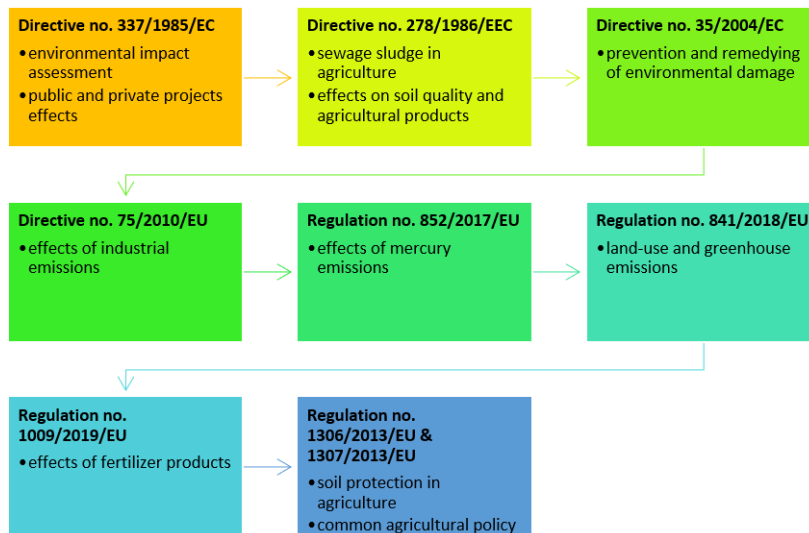 Directive no. 337/1985/EC
•environmental impact
assessment
•public and private projects
effects
Directive no. 278/1986/EEC
•sewage sludge in
agriculture
•effects on soil quality and
agricultural products
Directive no. 35/2004/EC
•prevention and remedying
of environmental damage
Directive no. 75/2010/EU
•effects of industrial
emissions
Regulation no. 852/2017/EU
•effects of mercury
emissions
Regulation no. 841/2018/EU
•land-use and greenhouse
emissions
Regulation no.
1009/2019/EU
•effects of fertilizer products
Regulation no.
1306/2013/EU &
1307/2013/EU
•soil protection in
agriculture
•common agricultural policy